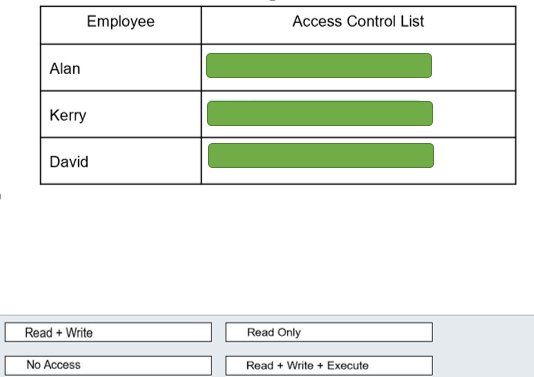 Employee Access Control List
Alan
Kerry
David
Read + Write Read Only
No Access Read + Write + Execute